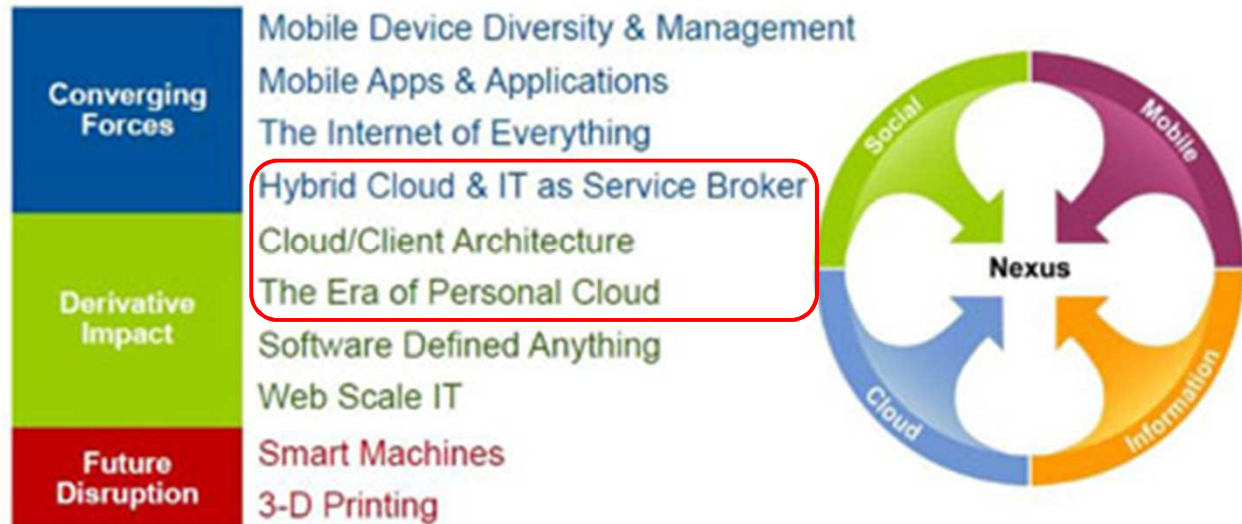 Converging
Forces
Mobile Device Diversity & Management
Mobile Apps & Applications
The Internet of Everything
Hybrid Cloud & IT as Service Broker
Derivative
Impact
Cloud/Client Architecture
The Era of Personal Cloud
Software Defined Anything
Web Scale IT
Future
Disruption
Smart Machines
3-D Printing
Social
Mobile
Nexus
Cloud
Information